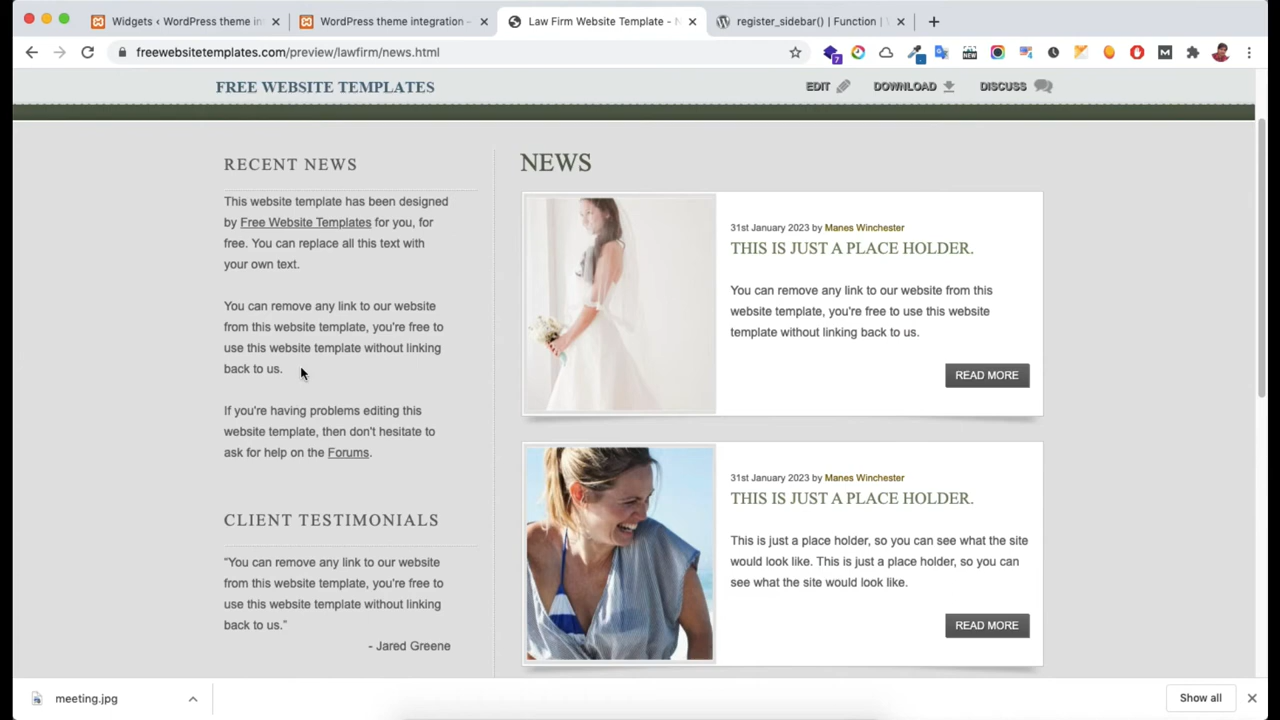 Widgets ‹ WordPress theme in
WordPress theme integration –
Law Firm Website Template -
register_sidebar() | Function |
freewebsitetemplates.com/preview/lawfirm/news.html
7
NEW
FREE WEBSITE TEMPLATES
EDIT
DOWNLOAD
DISCUSS
RECENT NEWS
This website template has been designed
by Free Website Templates for you, for
free. You can replace all this text with
your own text.
You can remove any link to our website
from this website template, you're free to
use this website template without linking
back to us.
If you're having problems editing this
website template, then don't hesitate to
ask for help on the Forums.
CLIENT TESTIMONIALS
“You can remove any link to our website
from this website template, you're free to
use this website template without linking
back to us.”
- Jared Greene
NEWS
31st January 2023 by Manes Winchester
THIS IS JUST A PLACE HOLDER.
You can remove any link to our website from this
website template, you're free to use this website
template without linking back to us.
READ MORE
31st January 2023 by Manes Winchester
THIS IS JUST A PLACE HOLDER.
This is just a place holder, so you can see what the site
would look like. This is just a place holder, so you can
see what the site would look like.
READ MORE
meeting.jpg
Show all